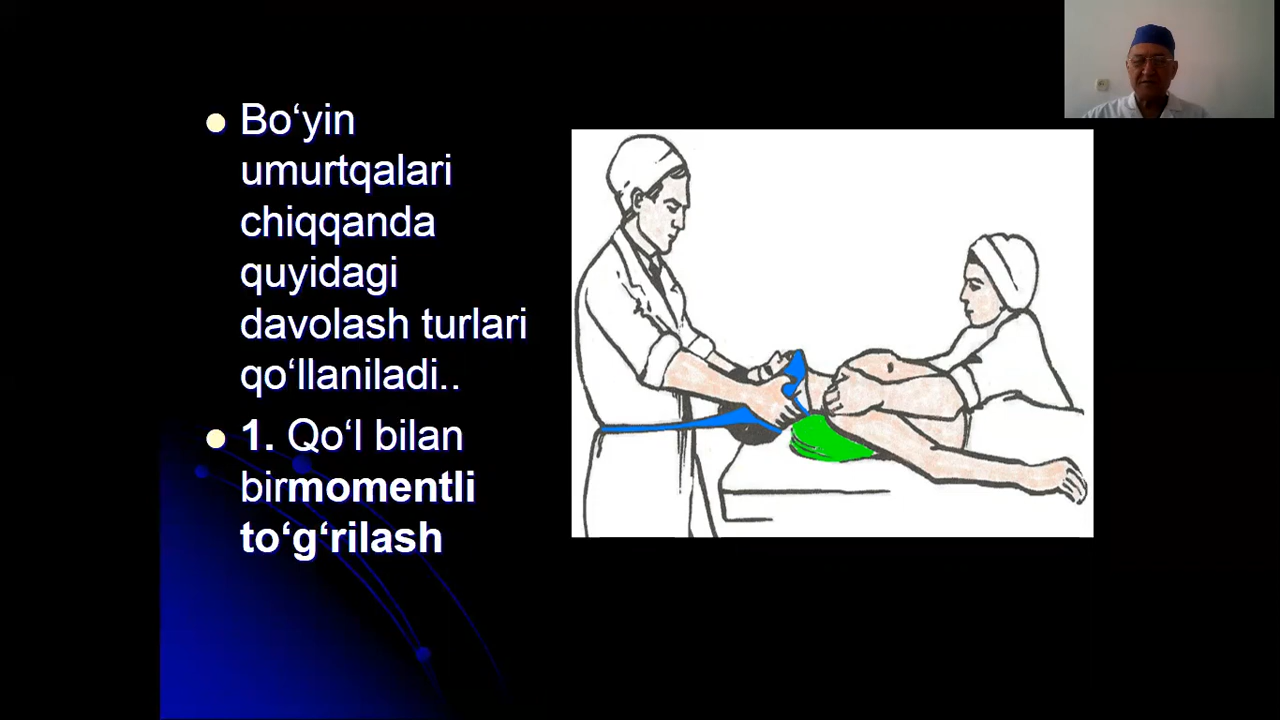 Bo‘yin
umurtqalari
chiqqanda
quyidagi
davolash turlari
qo‘llaniladi..
1. Qo‘l bilan
birmomentli
to‘g‘rilash